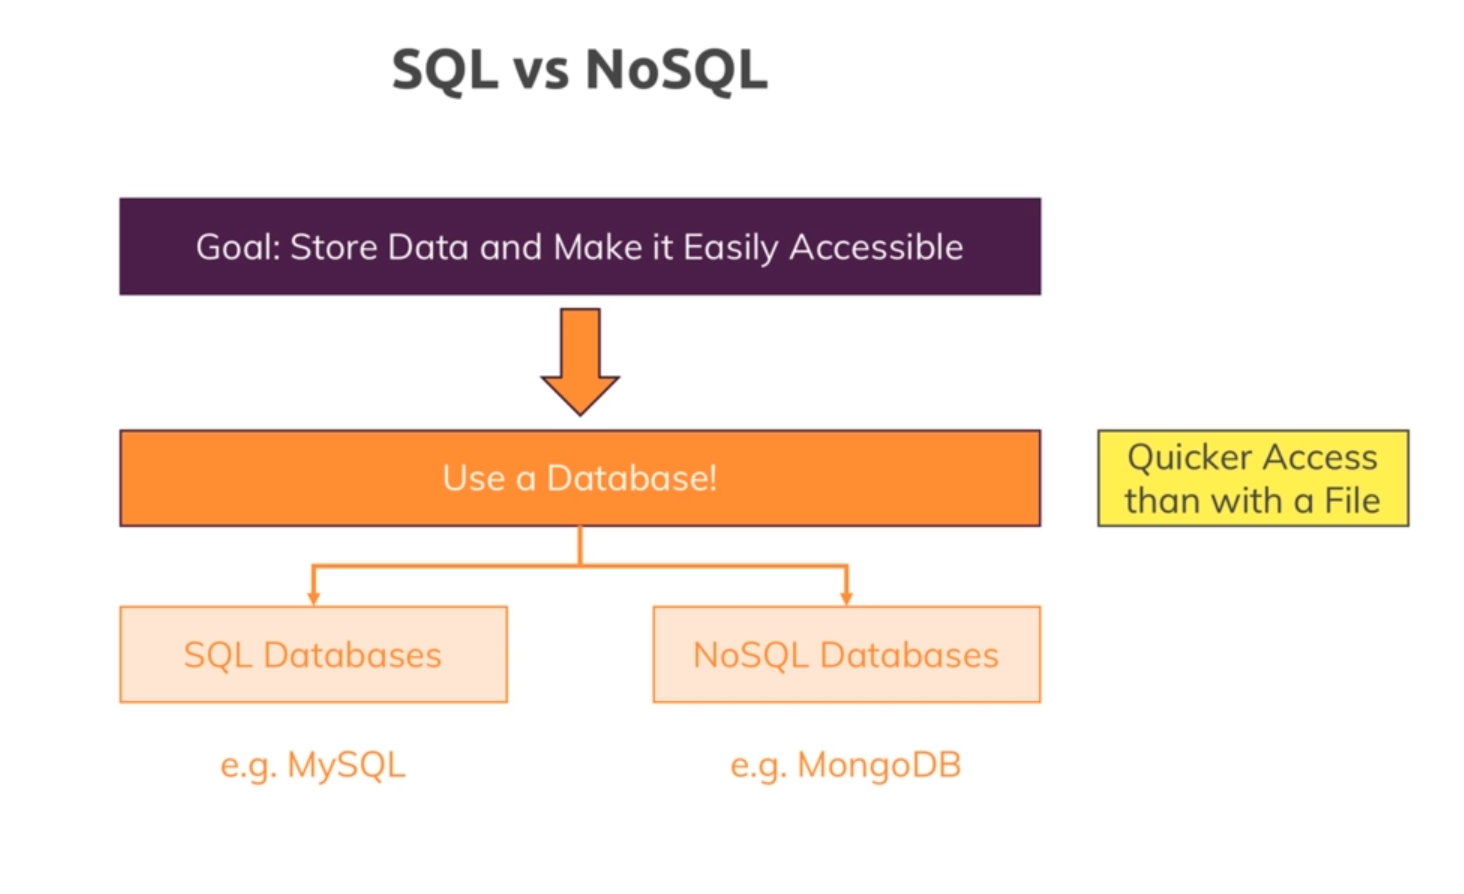 SQL vs NoSQL
Goal: Store Data and Make it Easily Accessible
Use a Database!
Quicker Access
than with a File
SQL Databases
NoSQL Databases
e.g. MySQL
e.g. MongoDB